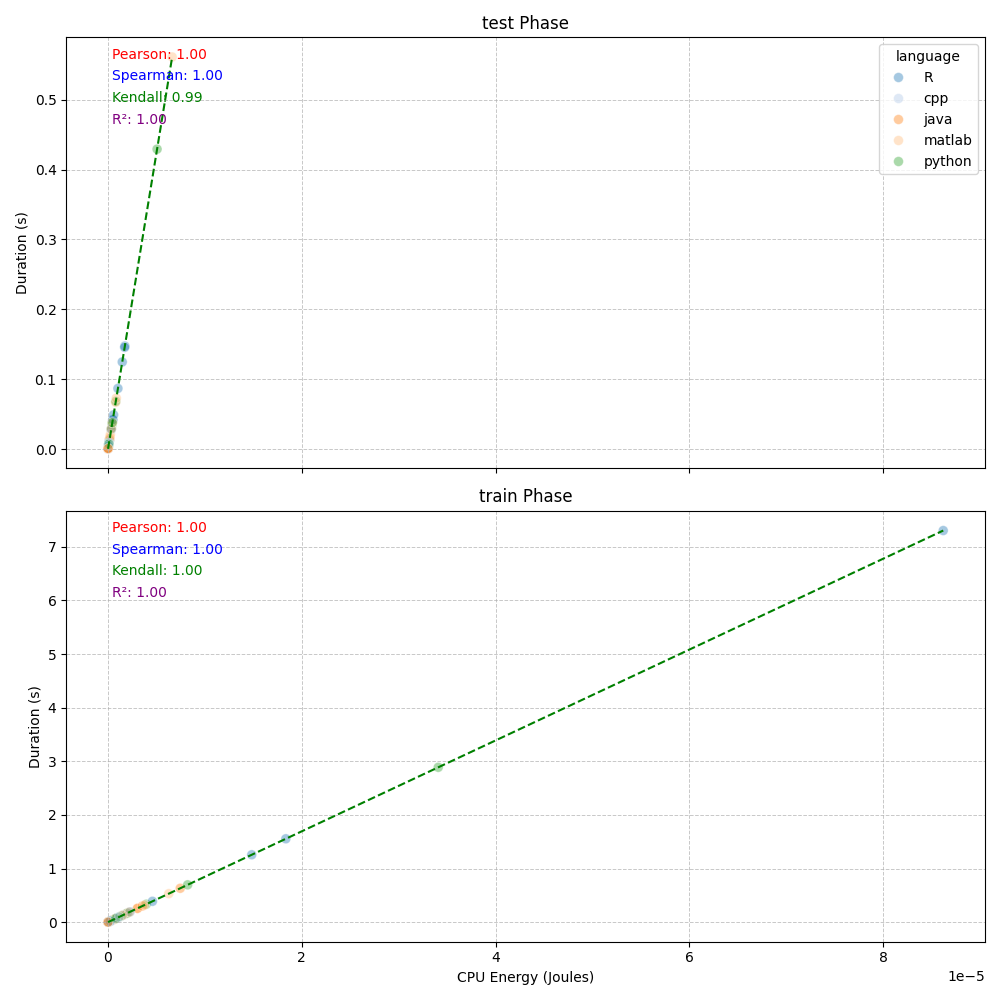 test Phase
Pearson: 1.00
Spearman: 1.00
Kendall: 0.99
R²: 1.00
language
R
cpp
java
matlab
python
0.5
0.4
0.3
0.2
0.1
0.0
Duration (s)
train Phase
Pearson: 1.00
Spearman: 1.00
Kendall: 1.00
R²: 1.00
7
6
5
4
3
2
1
0
Duration (s)
0 2 4 6 8
1e−5
CPU Energy (Joules)